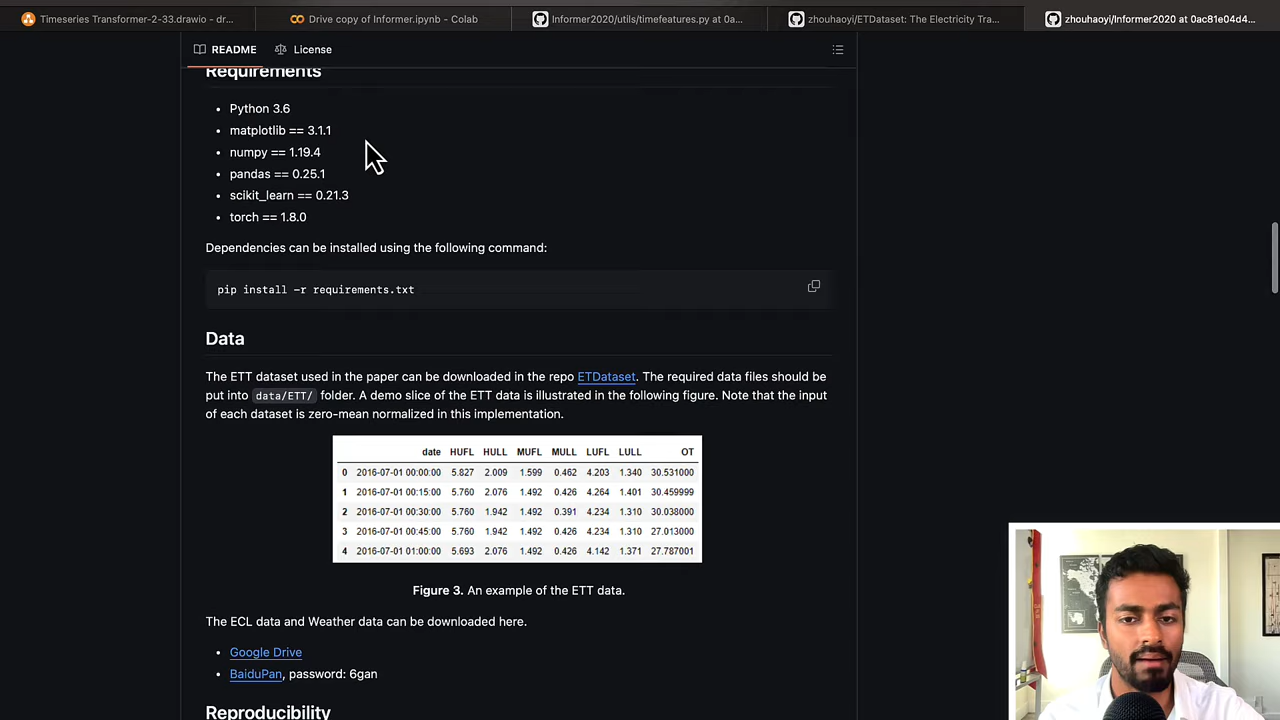 Timeseries Transformer-2-33.drawio - dr...
Drive copy of Informer.ipynb - Colab
Informer2020/utils/timefeatures.py at 0a...
zhouhaoyi/ETDataset: The Electricity Tra...
zhouhaoyi/Informer2020 at 0ac81e04d4...
README
License
Requirements
Python 3.6
matplotlib == 3.1.1
numpy == 1.19.4
pandas == 0.25.1
scikit_learn == 0.21.3
torch == 1.8.0
Dependencies can be installed using the following command:
pip install -r requirements.txt
Data
The ETT dataset used in the paper can be downloaded in the repo ETDataset. The required data files should be
put into data/ETT/ folder. A demo slice of the ETT data is illustrated in the following figure. Note that the input
of each dataset is zero-mean normalized in this implementation.
date HUFL HULL MUFL MULL LUFL LULL OT
0 2016-07-01 00:00:00 5.827 2.009 1.599 0.462 4.203 1.340 30.531000
1 2016-07-01 00:15:00 5.760 2.076 1.492 0.426 4.264 1.401 30.459999
2 2016-07-01 00:30:00 5.760 1.942 1.492 0.391 4.234 1.310 30.038000
3 2016-07-01 00:45:00 5.760 1.942 1.492 0.426 4.234 1.310 27.013000
4 2016-07-01 01:00:00 5.693 2.076 1.492 0.426 4.142 1.371 27.787001
Figure 3. An example of the ETT data.
The ECL data and Weather data can be downloaded here.
Google Drive
BaiduPan, password: 6gan
Reproducibility